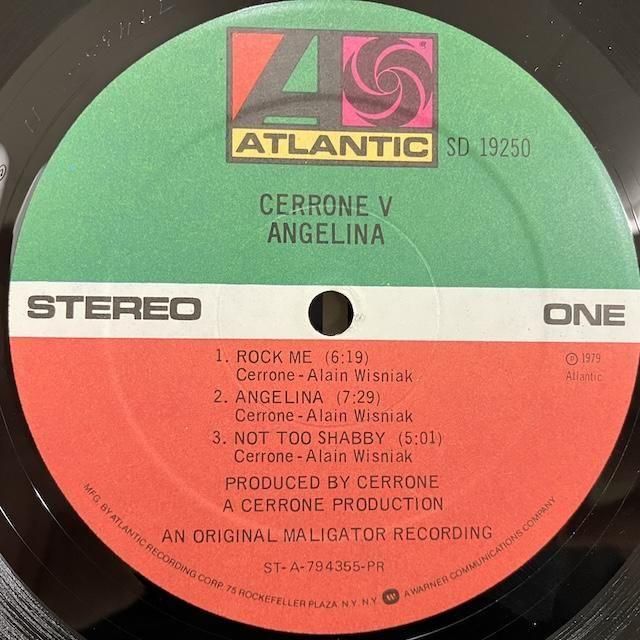 ATLANTIC
SD 19250
CERRONE V
ANGELINA
STEREO
ONE
1. ROCK ME (6:19)
Cerrone-Alain Wisniak
2. ANGELINA (7:29)
Cerrone-Alain Wisniak
3. NOT TOO SHABBY (5:01)
Cerrone-Alain Wisniak
℗ 1979
Atlantic
PRODUCED BY CERRONE
A CERRONE PRODUCTION
AN ORIGINAL MALIGATOR RECORDING
ST-A-794355-PR
MFG. BY ATLANTIC RECORDING CORP. 75 ROCKEFELLER PLAZA N.Y. N.Y. A WARNER COMMUNICATIONS COMPANY